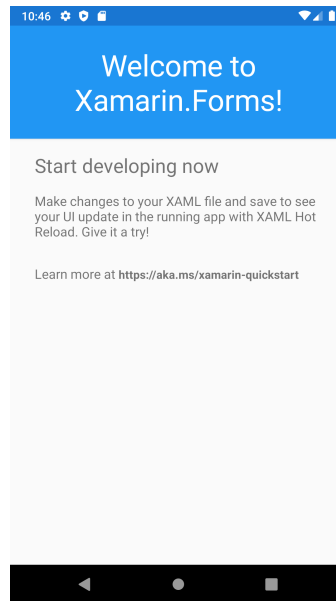 10:46
Welcome to
Xamarin.Forms!
Start developing now
Make changes to your XAML file and save to see
your UI update in the running app with XAML Hot
Reload. Give it a try!
Learn more at https://aka.ms/xamarin-quickstart